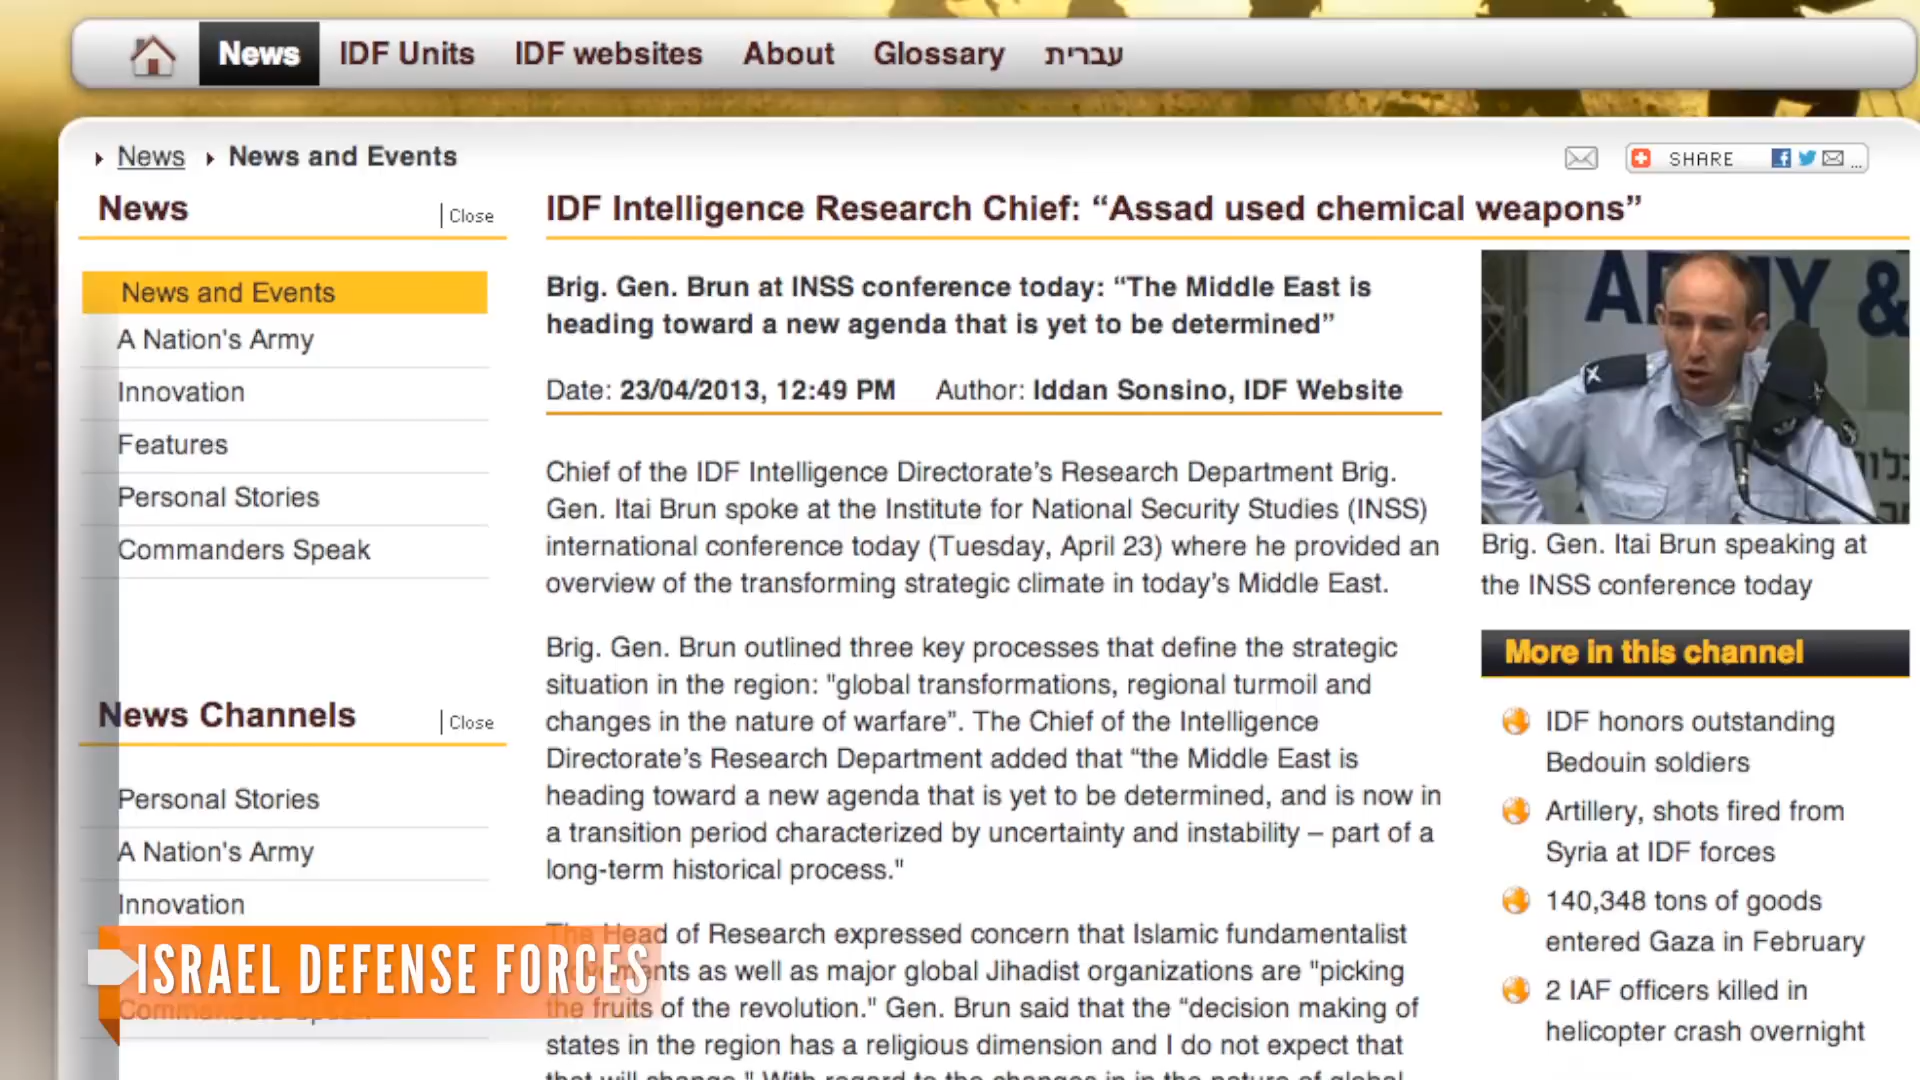 News
IDF Units
IDF websites
About
Glossary
עברית
News
News and Events
SHARE
...
News
Close
News and Events
A Nation's Army
Innovation
Features
Personal Stories
Commanders Speak
News Channels
Close
Personal Stories
A Nation's Army
Innovation
Commanders Speak
IDF Intelligence Research Chief: “Assad used chemical weapons”
Brig. Gen. Brun at INSS conference today: “The Middle East is
heading toward a new agenda that is yet to be determined”
Date: 23/04/2013, 12:49 PM Author: Iddan Sonsino, IDF Website
Chief of the IDF Intelligence Directorate’s Research Department Brig.
Gen. Itai Brun spoke at the Institute for National Security Studies (INSS)
international conference today (Tuesday, April 23) where he provided an
overview of the transforming strategic climate in today’s Middle East.
Brig. Gen. Brun outlined three key processes that define the strategic
situation in the region: "global transformations, regional turmoil and
changes in the nature of warfare”. The Chief of the Intelligence
Directorate’s Research Department added that “the Middle East is
heading toward a new agenda that is yet to be determined, and is now in
a transition period characterized by uncertainty and instability – part of a
long-term historical process."
The Head of Research expressed concern that Islamic fundamentalist
movements as well as major global Jihadist organizations are "picking
the fruits of the revolution." Gen. Brun said that the “decision making of
states in the region has a religious dimension and I do not expect that
that will change." With regard to the changes in in the nature of global
ARMY &
Brig. Gen. Itai Brun speaking at
the INSS conference today
More in this channel
IDF honors outstanding
Bedouin soldiers
Artillery, shots fired from
Syria at IDF forces
140,348 tons of goods
entered Gaza in February
2 IAF officers killed in
helicopter crash overnight
ISRAEL DEFENSE FORCES